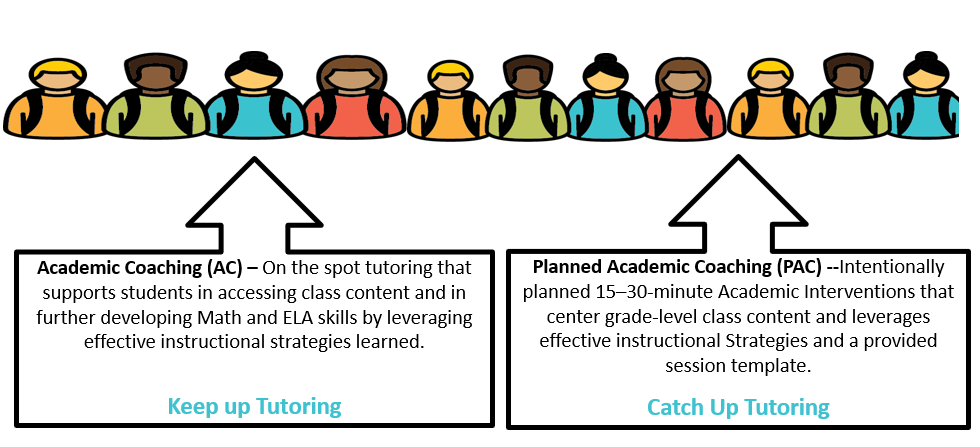 Academic Coaching (AC) – On the spot tutoring that
supports students in accessing class content and in
further developing Math and ELA skills by leveraging
effective instructional strategies learned.
Keep up Tutoring
Planned Academic Coaching (PAC) --Intentionally
planned 15–30-minute Academic Interventions that
center grade-level class content and leverages
effective instructional Strategies and a provided
session template.
Catch Up Tutoring